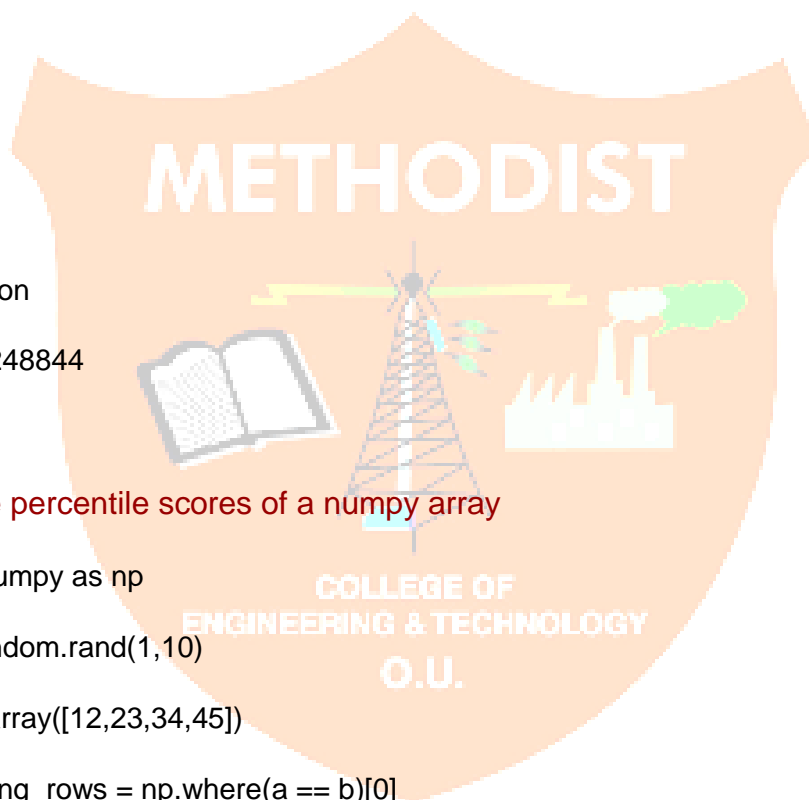 METHODIST
on
248844
percentile scores of a numpy array
umpy as np
COLLEGE OF
ENGINEERING & TECHNOLOGY
ndom.rand(1,10)
O.U.
rray([12,23,34,45])
ng_rows = np.where(a == b)[0]